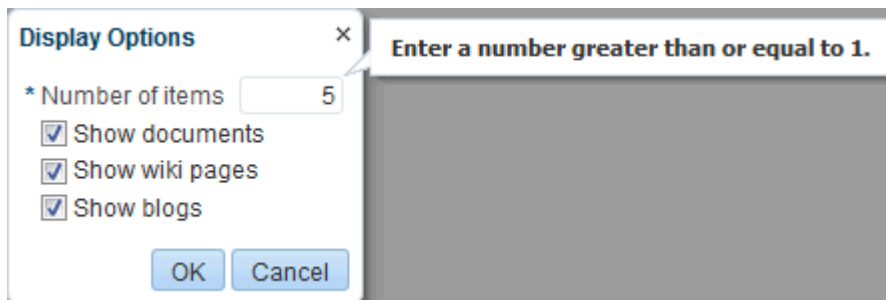 Display Options ×
Enter a number greater than or equal to 1.
* Number of items 5
Show documents
Show wiki pages
Show blogs
OK Cancel